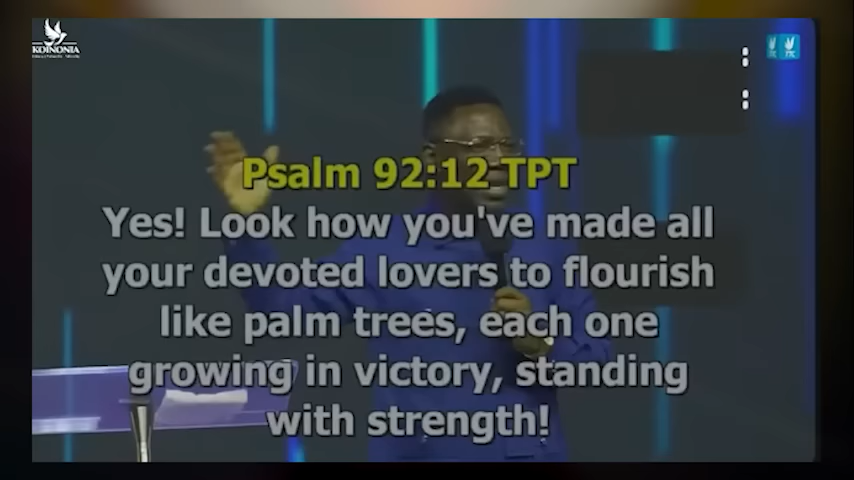 KOINONIA
Psalm 92:12 TPT
Yes! Look how you've made all
your devoted lovers to flourish
like palm trees, each one
growing in victory, standing
with strength!